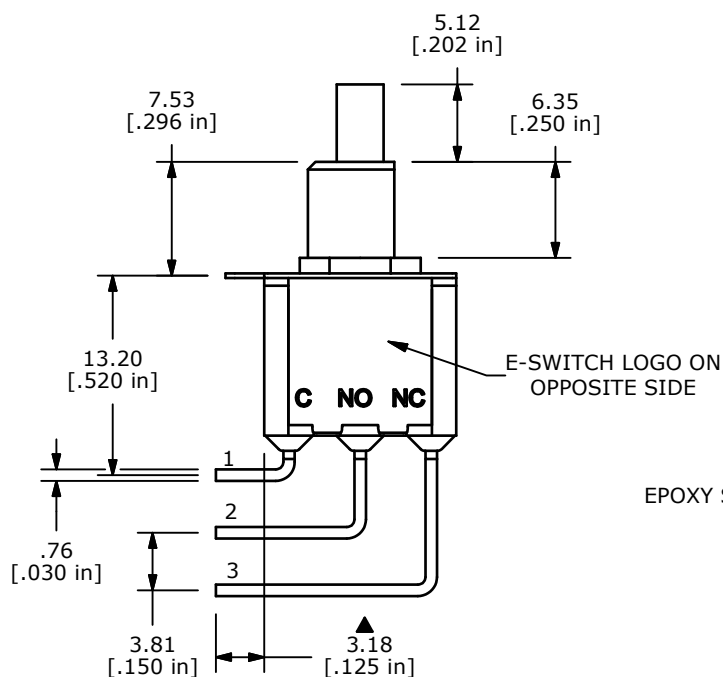 5.12
[.202 in]
7.53
[.296 in]
6.35
[.250 in]
13.20
[.520 in]
E-SWITCH LOGO ON
OPPOSITE SIDE
C NO NC
1
EPOXY S
2
.76
[.030 in]
3
3.81
[.150 in]
3.18
[.125 in]